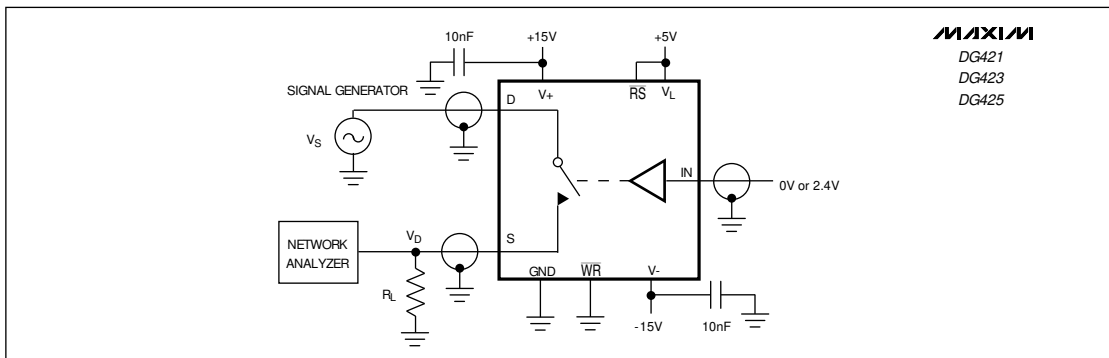 10nF
+15V
+5V
MAXIM
DG421
DG423
DG425
SIGNAL GENERATOR
D
V+
RS
VL
VS
IN
0V or 2.4V
NETWORK
ANALYZER
VD
S
RL
GND
WR
V-
-15V
10nF